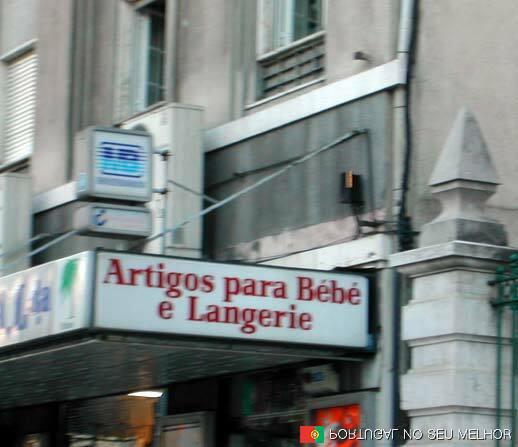 Artigos para Bébé
e Langerie
PORTUGAL NO SEU MELHOR